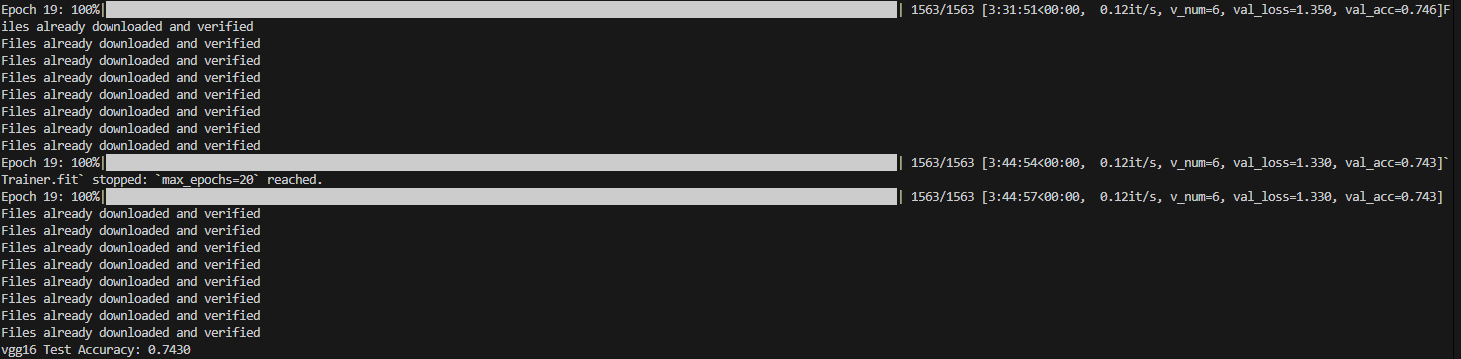 Epoch 19: 100%|██████████| 1563/1563 [3:31:51<00:00,  0.12it/s, v_num=6, val_loss=1.350, val_acc=0.746]F
iles already downloaded and verified
Files already downloaded and verified
Files already downloaded and verified
Files already downloaded and verified
Files already downloaded and verified
Files already downloaded and verified
Files already downloaded and verified
Files already downloaded and verified
Epoch 19: 100%|██████████| 1563/1563 [3:44:54<00:00,  0.12it/s, v_num=6, val_loss=1.330, val_acc=0.743]`
Trainer.fit` stopped: `max_epochs=20` reached.
Epoch 19: 100%|██████████| 1563/1563 [3:44:57<00:00,  0.12it/s, v_num=6, val_loss=1.330, val_acc=0.743]
Files already downloaded and verified
Files already downloaded and verified
Files already downloaded and verified
Files already downloaded and verified
Files already downloaded and verified
Files already downloaded and verified
Files already downloaded and verified
Files already downloaded and verified
vgg16 Test Accuracy: 0.7430